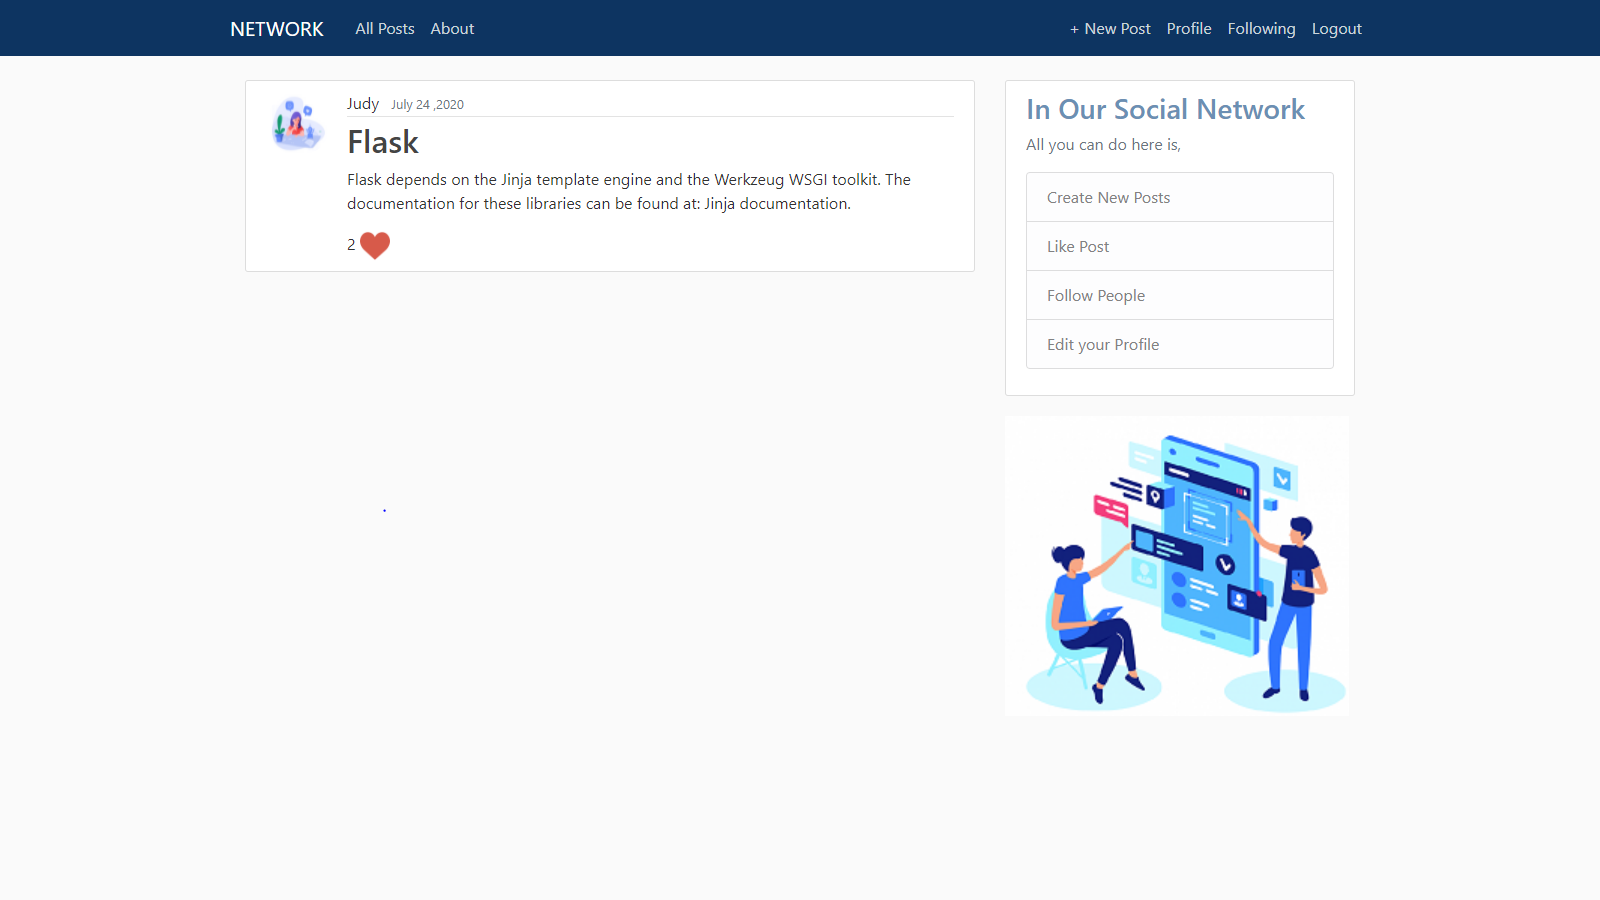 NETWORK All Posts About + New Post Profile Following Logout
Judy July 24 ,2020
Flask
Flask depends on the Jinja template engine and the Werkzeug WSGI toolkit. The
documentation for these libraries can be found at: Jinja documentation.
2
In Our Social Network
All you can do here is,
Create New Posts
Like Post
Follow People
Edit your Profile